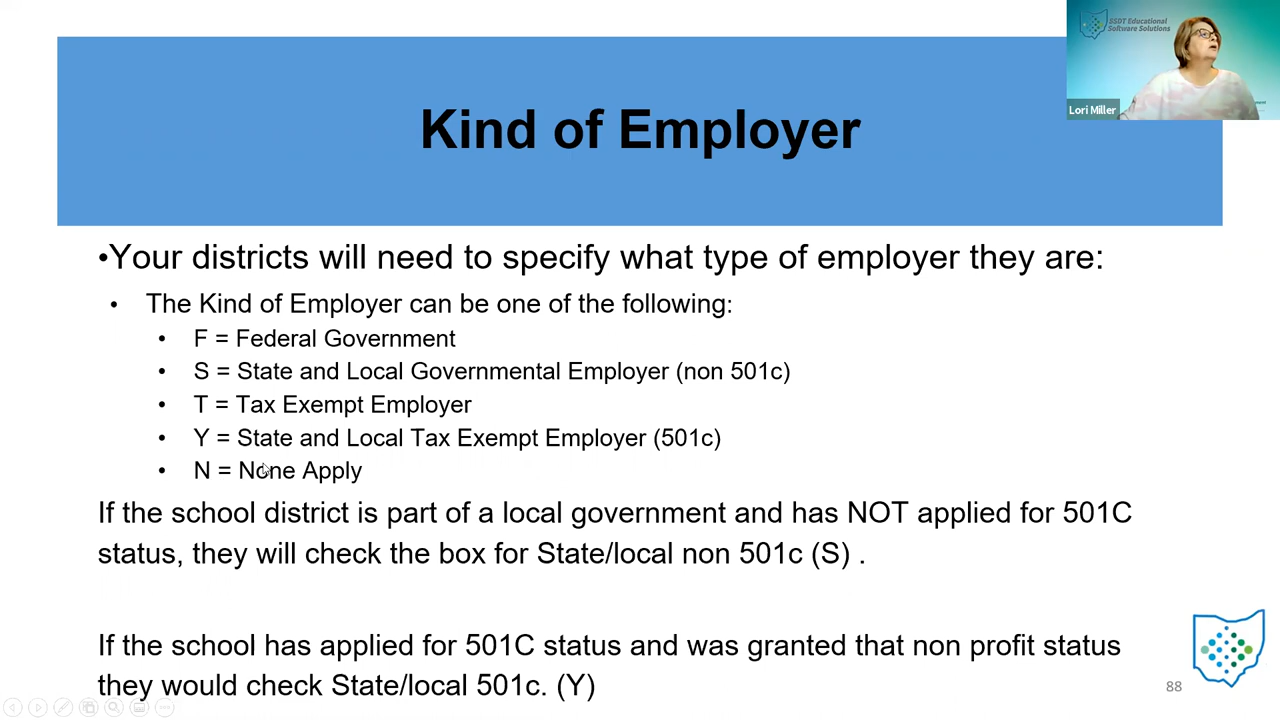 SSDT Educational
Software Solutions
Lori Miller
Kind of Employer
•Your districts will need to specify what type of employer they are:
• The Kind of Employer can be one of the following:
• F = Federal Government
• S = State and Local Governmental Employer (non 501c)
• T = Tax Exempt Employer
• Y = State and Local Tax Exempt Employer (501c)
• N = None Apply
If the school district is part of a local government and has NOT applied for 501C
status, they will check the box for State/local non 501c (S) .
If the school has applied for 501C status and was granted that non profit status
they would check State/local 501c. (Y)
88